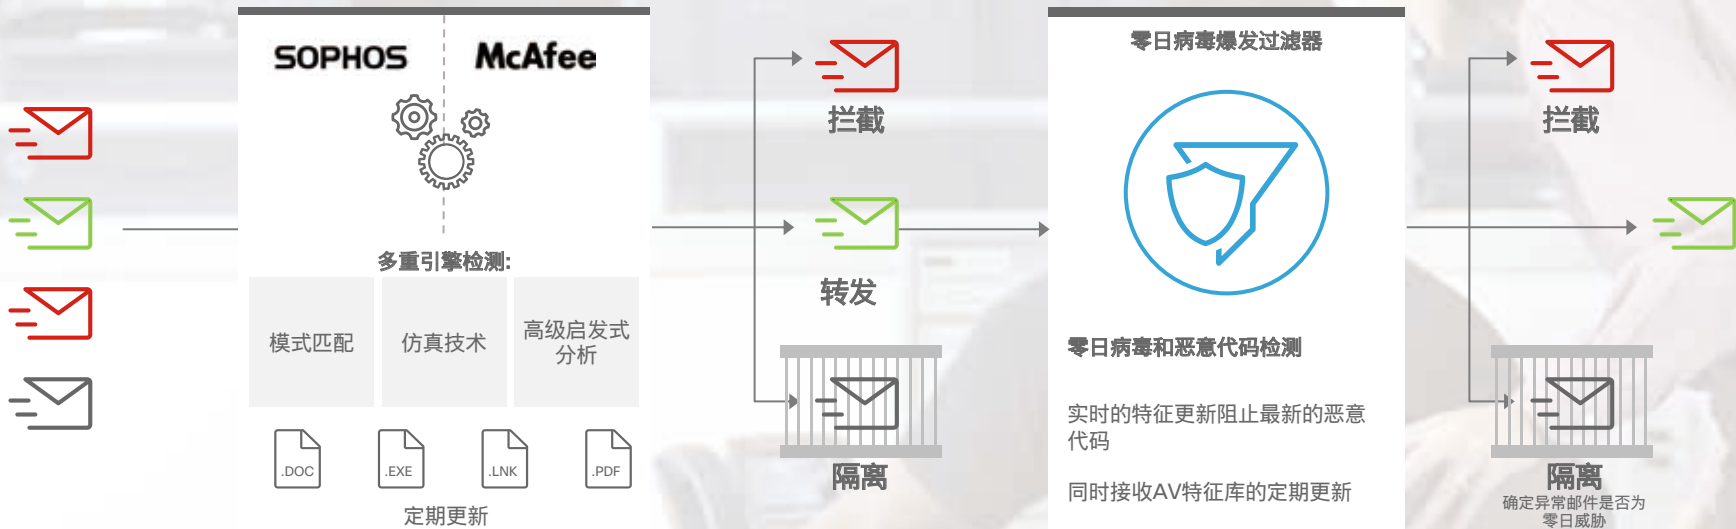 SOPHOS
McAfee
多重引擎检测:
模式匹配
仿真技术
高级启发式
分析
.DOC
.EXE
.LNK
.PDF
定期更新
拦截
转发
隔离
零日病毒爆发过滤器
零日病毒和恶意代码检测
实时的特征更新阻止最新的恶意
代码
同时接收AV特征库的定期更新
拦截
隔离
确定异常邮件是否为
零日威胁